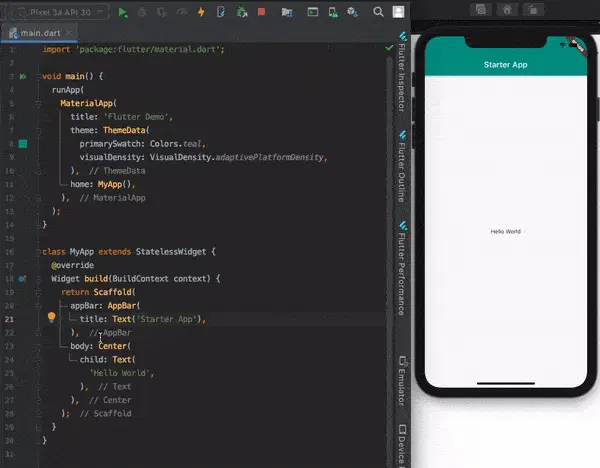 Pixel 3a API 30
main.dart
1 import 'package:flutter/material.dart';
2
3 void main() {
4 runApp(
5 MaterialApp(
6 title: 'Flutter Demo',
7 theme: ThemeData(
8 primarySwatch: Colors.teal,
9 visualDensity: VisualDensity.adaptivePlatformDensity,
10 ), // ThemeData
11 home: MyApp(),
12 ), // MaterialApp
13 );
14 }
15
16 class MyApp extends StatelessWidget {
17 @override
18 Widget build(BuildContext context) {
19 return Scaffold(
20 appBar: AppBar(
21 title: Text('Starter App'),
22 ), // AppBar
23 body: Center(
24 child: Text(
25 'Hello World',
26 ), // Text
27 ), // Center
28 ); // Scaffold
29 }
30 }
31
Flutter Inspector
Flutter Outline
Flutter Performance
Emulator
Device
Starter App
Hello World